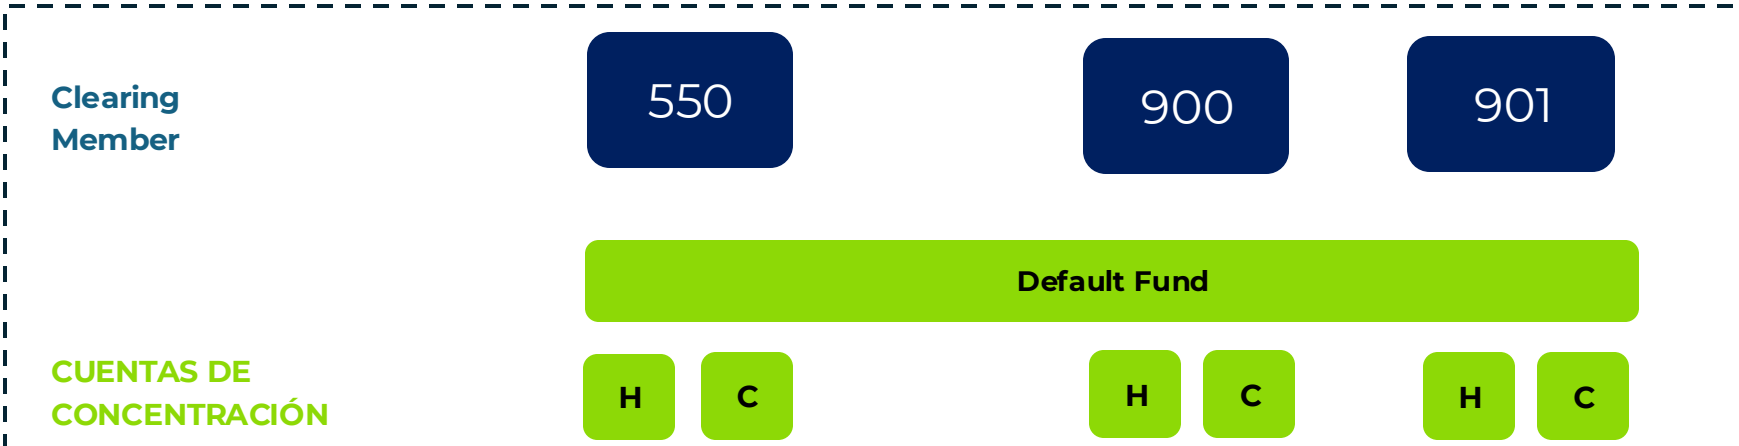 Clearing
Member
550
900
901
Default Fund
CUENTAS DE
CONCENTRACIÓN
H
C
H
C
H
C